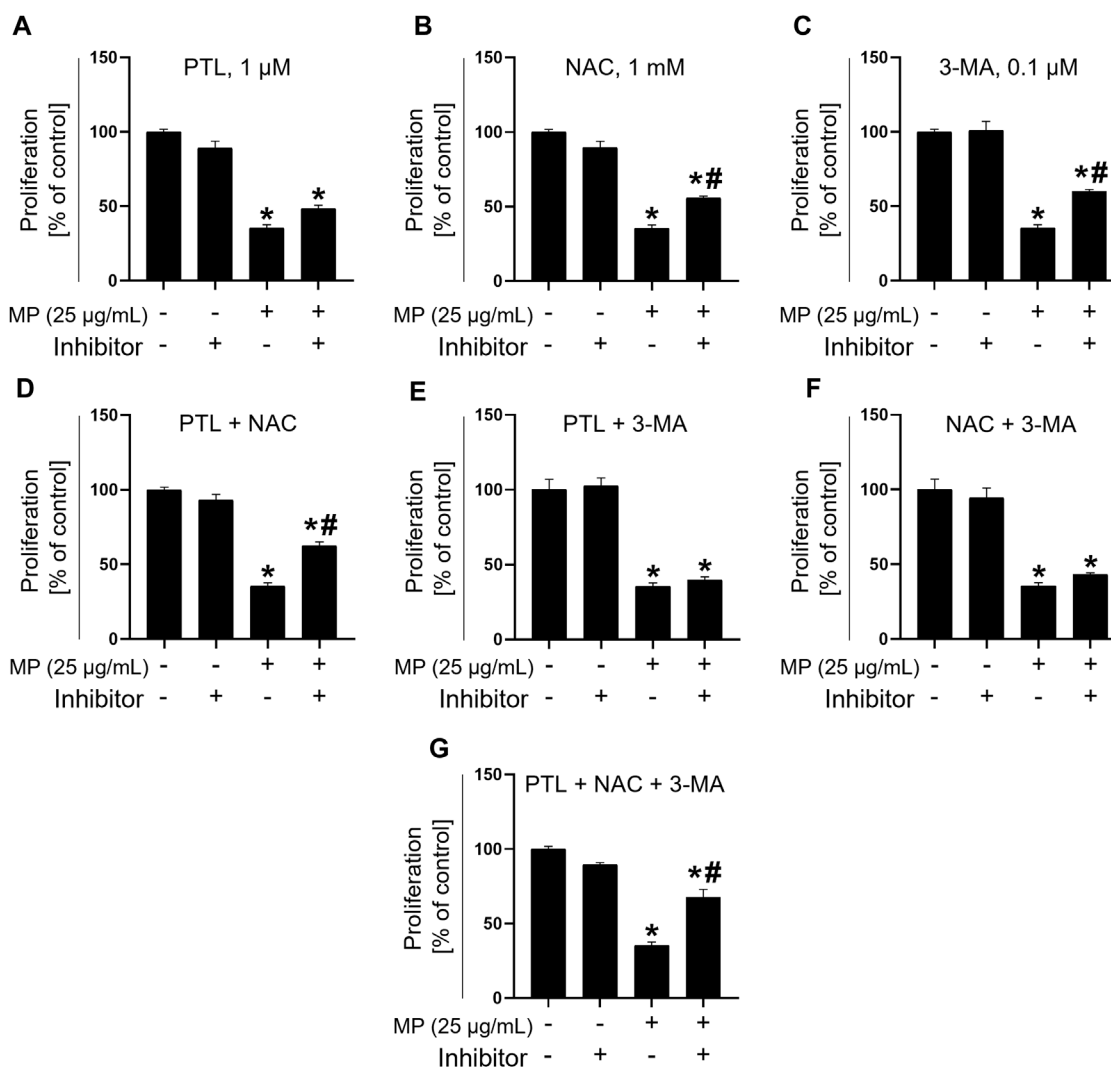 A
PTL, 1 µM
Proliferation
[% of control]
150
100
50
0
* *
MP (25 µg/mL) - - + +
Inhibitor - + - +
B
NAC, 1 mM
Proliferation
[% of control]
150
100
50
0
* *#
MP (25 µg/mL) - - + +
Inhibitor - + - +
C
3-MA, 0.1 µM
Proliferation
[% of control]
150
100
50
0
* *#
MP (25 µg/mL) - - + +
Inhibitor - + - +
D
PTL + NAC
Proliferation
[% of control]
150
100
50
0
* *#
MP (25 µg/mL) - - + +
Inhibitor - + - +
E
PTL + 3-MA
Proliferation
[% of control]
150
100
50
0
* *
MP (25 µg/mL) - - + +
Inhibitor - + - +
F
NAC + 3-MA
Proliferation
[% of control]
150
100
50
0
* *
MP (25 µg/mL) - - + +
Inhibitor - + - +
G
PTL + NAC + 3-MA
Proliferation
[% of control]
150
100
50
0
* *#
MP (25 µg/mL) - - + +
Inhibitor - + - +